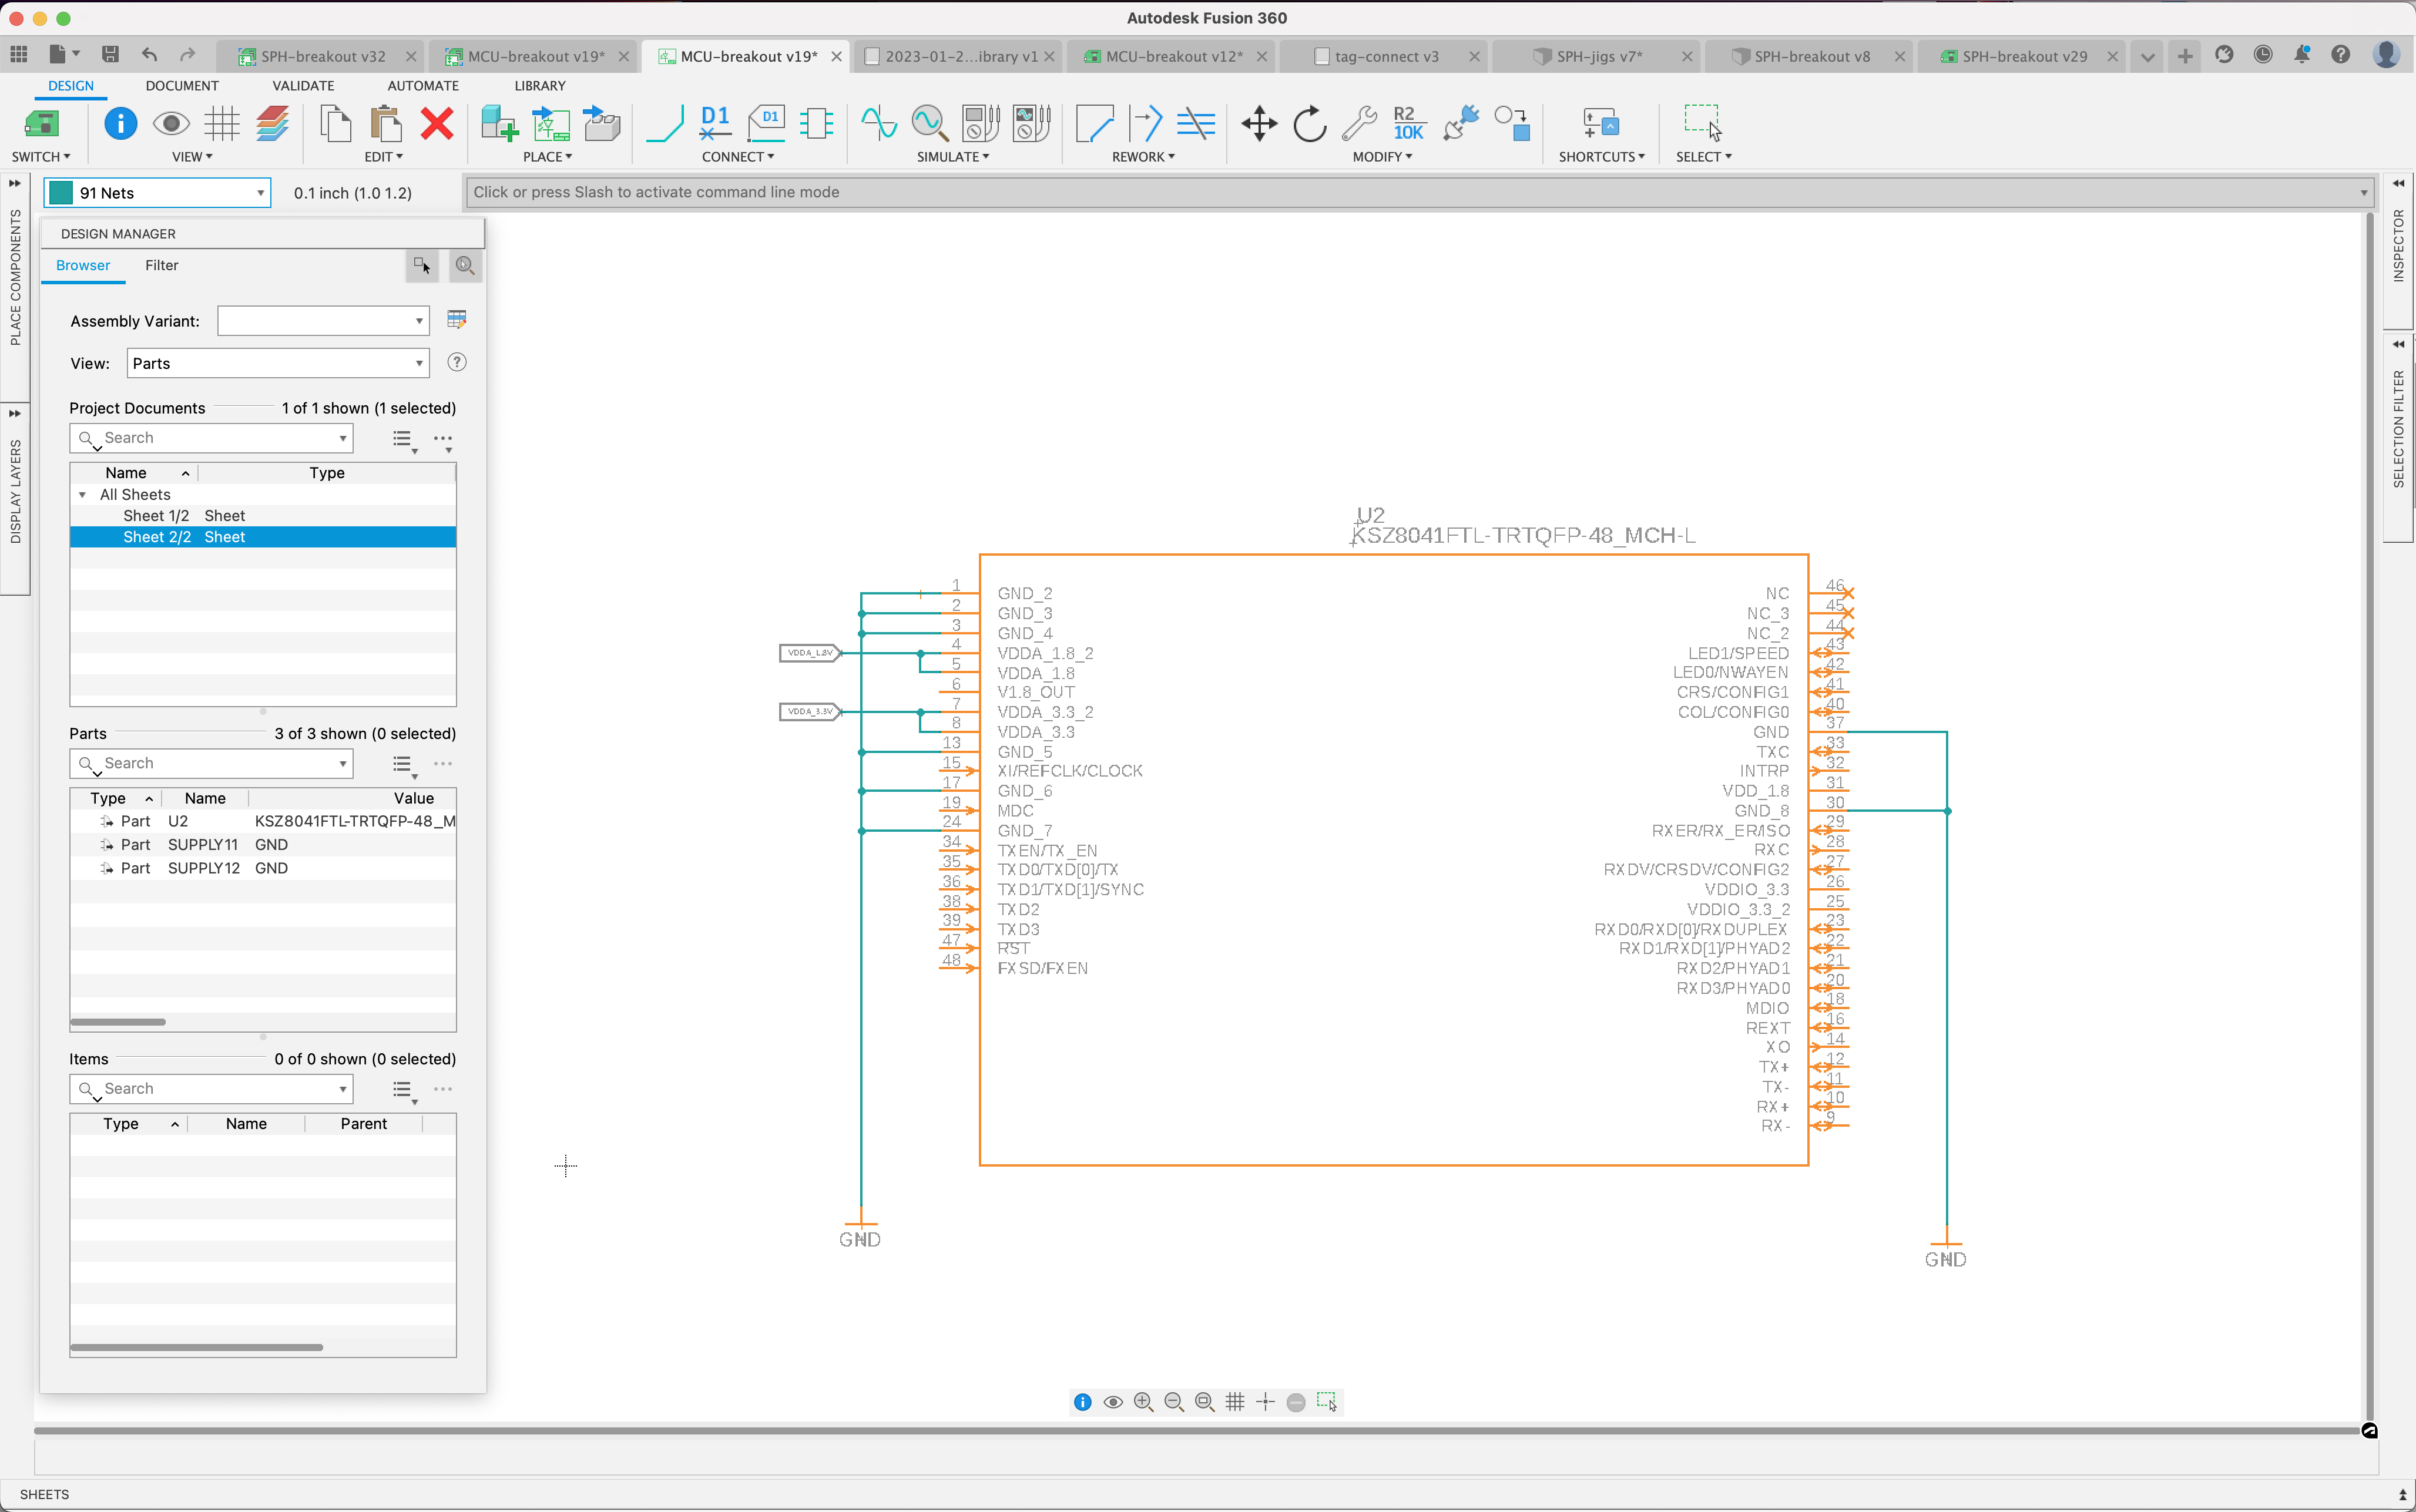 Autodesk Fusion 360
SPH-breakout v32
MCU-breakout v19*
MCU-breakout v19*
2023-01-2...ibrary v1
MCU-breakout v12*
tag-connect v3
SPH-jigs v7*
SPH-breakout v8
SPH-breakout v29
DESIGN DOCUMENT VALIDATE AUTOMATE LIBRARY
D1
D1
R2
10K
SWITCH VIEW EDIT PLACE CONNECT SIMULATE REWORK MODIFY SHORTCUTS SELECT
91 Nets
0.1 inch (1.0 1.2)
Click or press Slash to activate command line mode
PLACE COMPONENTS
DISPLAY LAYERS
INSPECTOR
SELECTION FILTER
DESIGN MANAGER
Browser Filter
Assembly Variant:
View: Parts
Project Documents 1 of 1 shown (1 selected)
Search
Name Type
All Sheets
Sheet 1/2 Sheet
Sheet 2/2 Sheet
Parts 3 of 3 shown (0 selected)
Search
Type Name Value
Part U2 KSZ8041FTL-TRTQFP-48_M
Part SUPPLY11 GND
Part SUPPLY12 GND
Items 0 of 0 shown (0 selected)
Search
Type Name Parent
U2
KSZ8041FTL-TRTQFP-48_MCH-L
VDDA_1.8V
VDDA_3.3V
1 GND_2
2 GND_3
3 GND_4
4 VDDA_1.8_2
5 VDDA_1.8
6 V1.8_OUT
7 VDDA_3.3_2
8 VDDA_3.3
13 GND_5
15 XI/REFCLK/CLOCK
17 GND_6
19 MDC
24 GND_7
34 TXEN/TX_EN
35 TXD0/TXD[0]/TX
36 TXD1/TXD[1]/SYNC
38 TXD2
39 TXD3
47 RST
48 FXSD/FXEN
NC 46
NC_3 45
NC_2 44
LED1/SPEED 43
LED0/NWAYEN 42
CRS/CONFIG1 41
COL/CONFIG0 40
GND 37
TXC 33
INTRP 32
VDD_1.8 31
GND_8 30
RXER/RX_ER/ISO 29
RXC 28
RXDV/CRSDV/CONFIG2 27
VDDIO_3.3 26
VDDIO_3.3_2 25
RXD0/RXD[0]/RXDUPLEX 23
RXD1/RXD[1]/PHYAD2 22
RXD2/PHYAD1 21
RXD3/PHYAD0 20
MDIO 18
REXT 16
XO 14
TX+ 12
TX- 11
RX+ 10
RX- 9
GND
GND
SHEETS